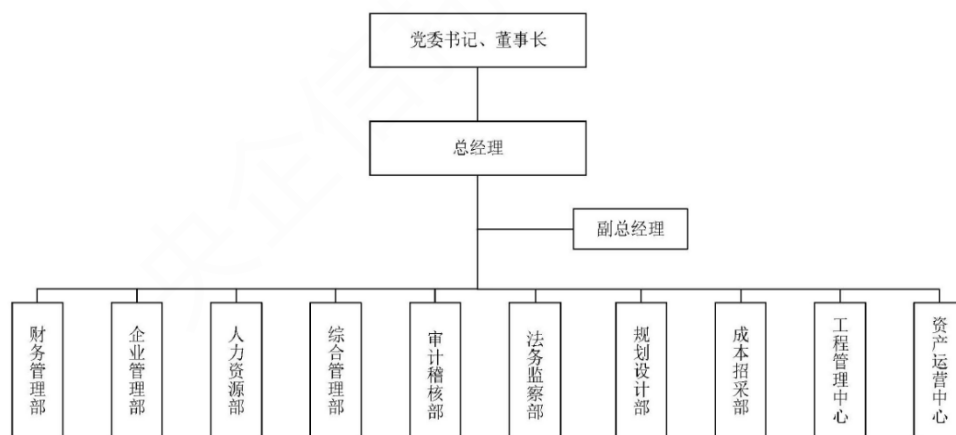 党委书记、董事长
总经理
副总经理
财务管理部
企业管理部
人力资源部
综合管理部
审计稽核部
法务监察部
规划设计部
成本招采部
工程管理中心
资产运营中心
央企信